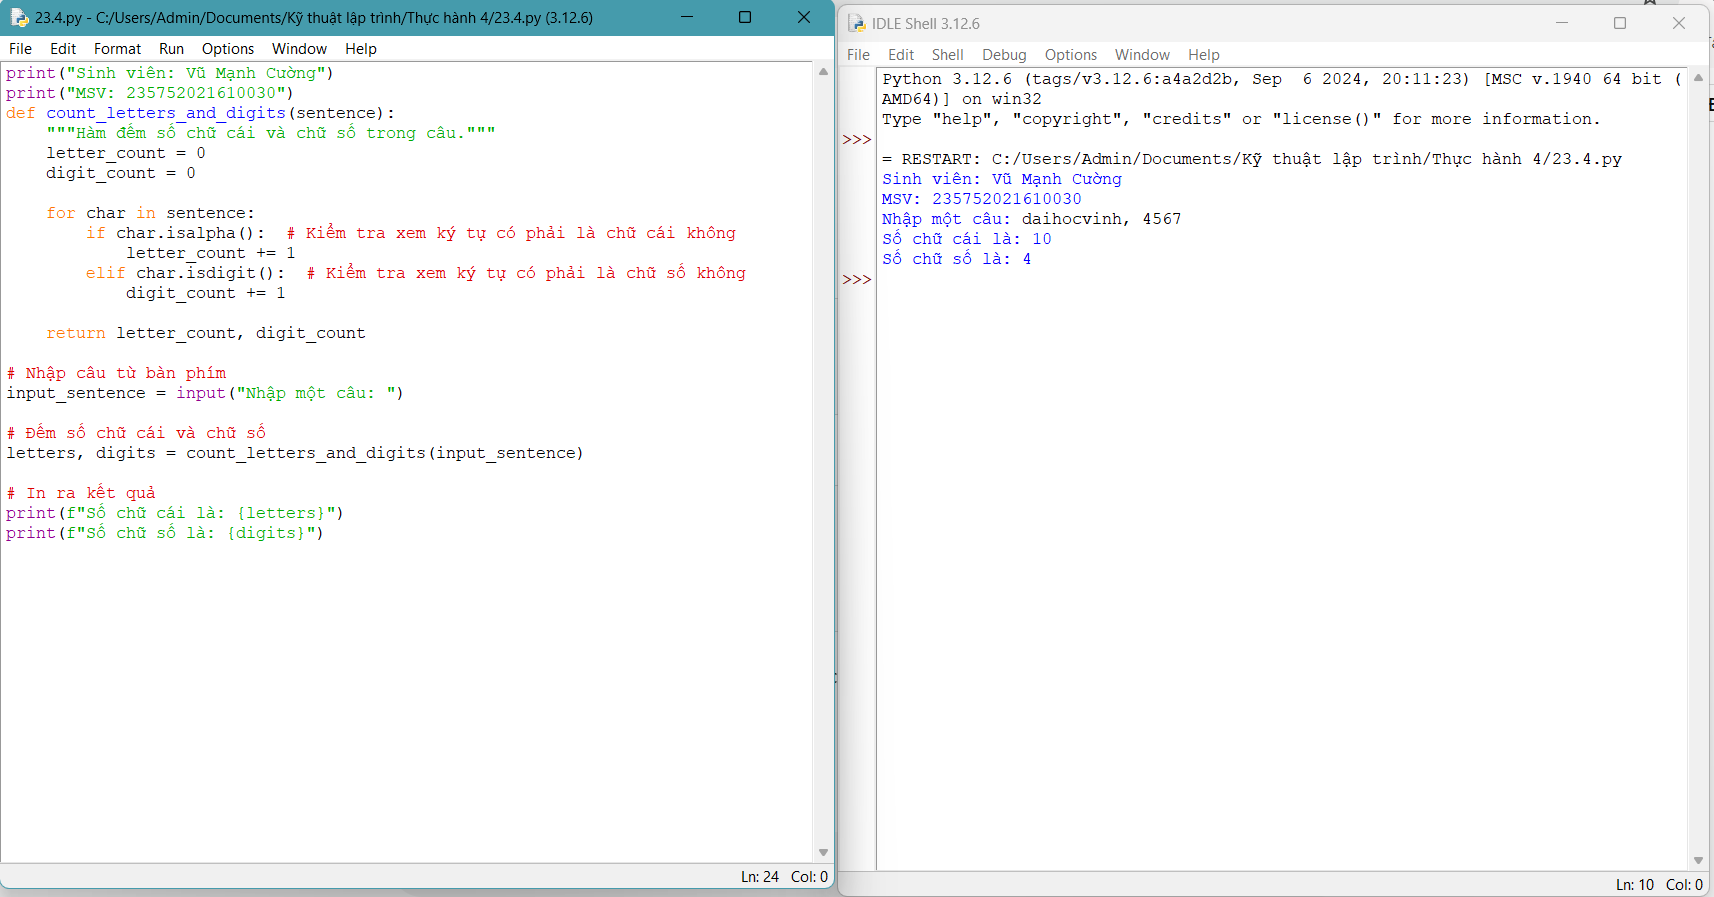 23.4.py - C:/Users/Admin/Documents/Kỹ thuật lập trình/Thực hành 4/23.4.py (3.12.6)
File Edit Format Run Options Window Help
print("Sinh viên: Vũ Mạnh Cường")
print("MSV: 235752021610030")
def count_letters_and_digits(sentence):
    """Hàm đếm số chữ cái và chữ số trong câu."""
    letter_count = 0
    digit_count = 0
    for char in sentence:
        if char.isalpha():  # Kiểm tra xem ký tự có phải là chữ cái không
            letter_count += 1
        elif char.isdigit():  # Kiểm tra xem ký tự có phải là chữ số không
            digit_count += 1
    return letter_count, digit_count
# Nhập câu từ bàn phím
input_sentence = input("Nhập một câu: ")
# Đếm số chữ cái và chữ số
letters, digits = count_letters_and_digits(input_sentence)
# In ra kết quả
print(f"Số chữ cái là: {letters}")
print(f"Số chữ số là: {digits}")
Ln: 24 Col: 0
IDLE Shell 3.12.6
File Edit Shell Debug Options Window Help
Python 3.12.6 (tags/v3.12.6:a4a2d2b, Sep  6 2024, 20:11:23) [MSC v.1940 64 bit (
AMD64)] on win32
Type "help", "copyright", "credits" or "license()" for more information.
>>>
= RESTART: C:/Users/Admin/Documents/Kỹ thuật lập trình/Thực hành 4/23.4.py
Sinh viên: Vũ Mạnh Cường
MSV: 235752021610030
Nhập một câu: daihocvinh, 4567
Số chữ cái là: 10
Số chữ số là: 4
>>>
Ln: 10 Col: 0